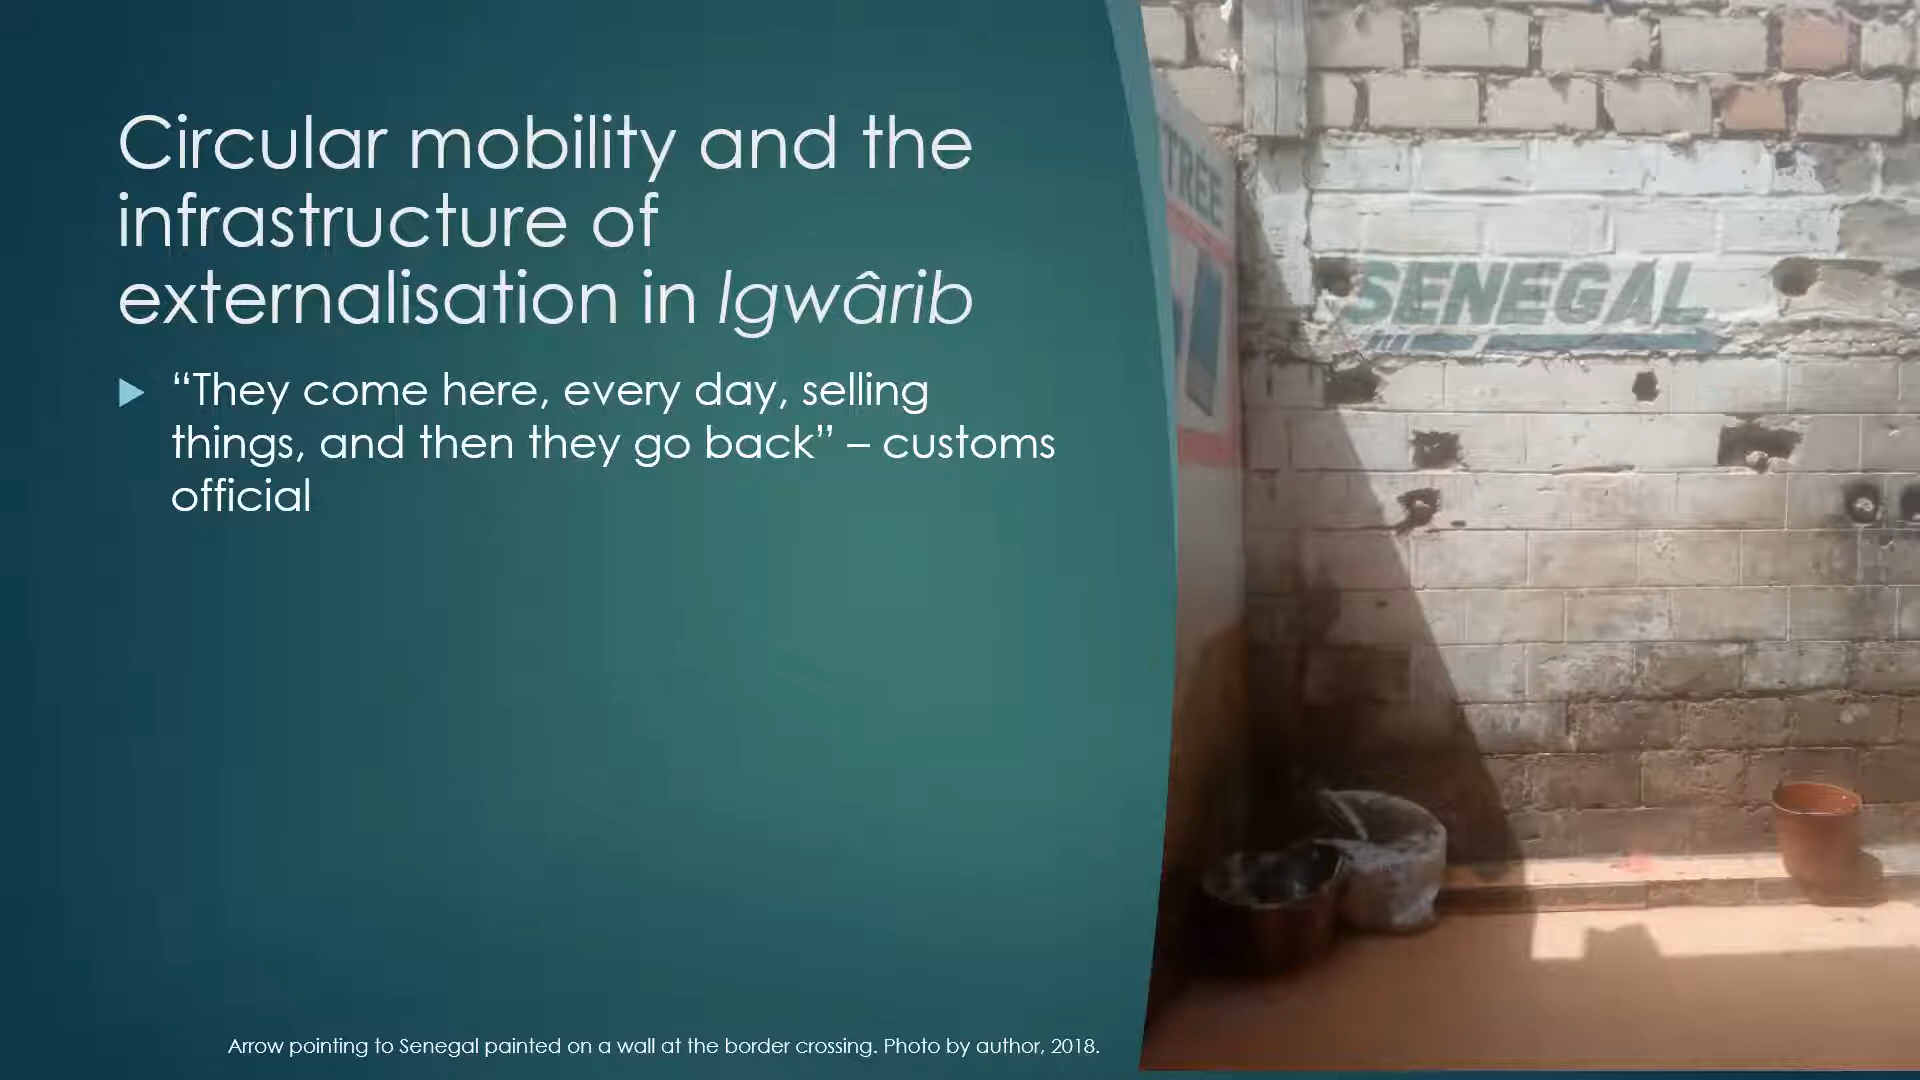 Circular mobility and the
infrastructure of
externalisation in Igwârib
“They come here, every day, selling
things, and then they go back” – customs
official
Arrow pointing to Senegal painted on a wall at the border crossing. Photo by author, 2018.
TREE
SENEGAL